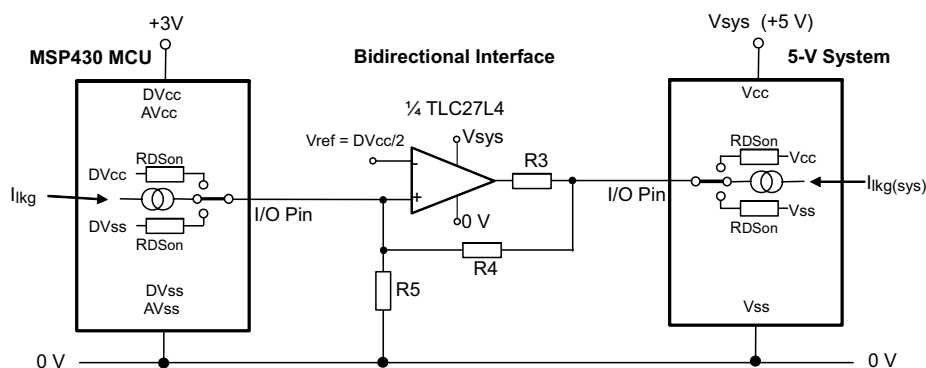 +3V
Vsys (+5 V)
MSP430 MCU
Bidirectional Interface
5-V System
DVcc
AVcc
Vcc
¼ TLC27L4
Vref = DVcc/2
Vsys
RDSon
DVcc
Ilkg
I/O Pin
DVss
RDSon
-
+
0 V
R3
R4
R5
I/O Pin
RDSon
Vcc
Ilkg(sys)
Vss
RDSon
DVss
AVss
Vss
0 V
0 V